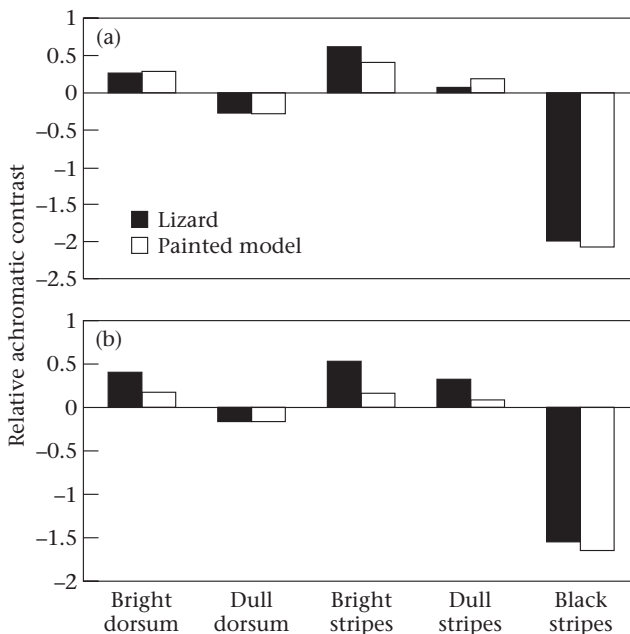 1
(a)
0.5
0
−0.5
−1
−1.5
Lizard
Painted model
−2
−2.5
Relative achromatic contrast
1
(b)
0.5
0
−0.5
−1
−1.5
−2
Bright dorsum
Dull dorsum
Bright stripes
Dull stripes
Black stripes